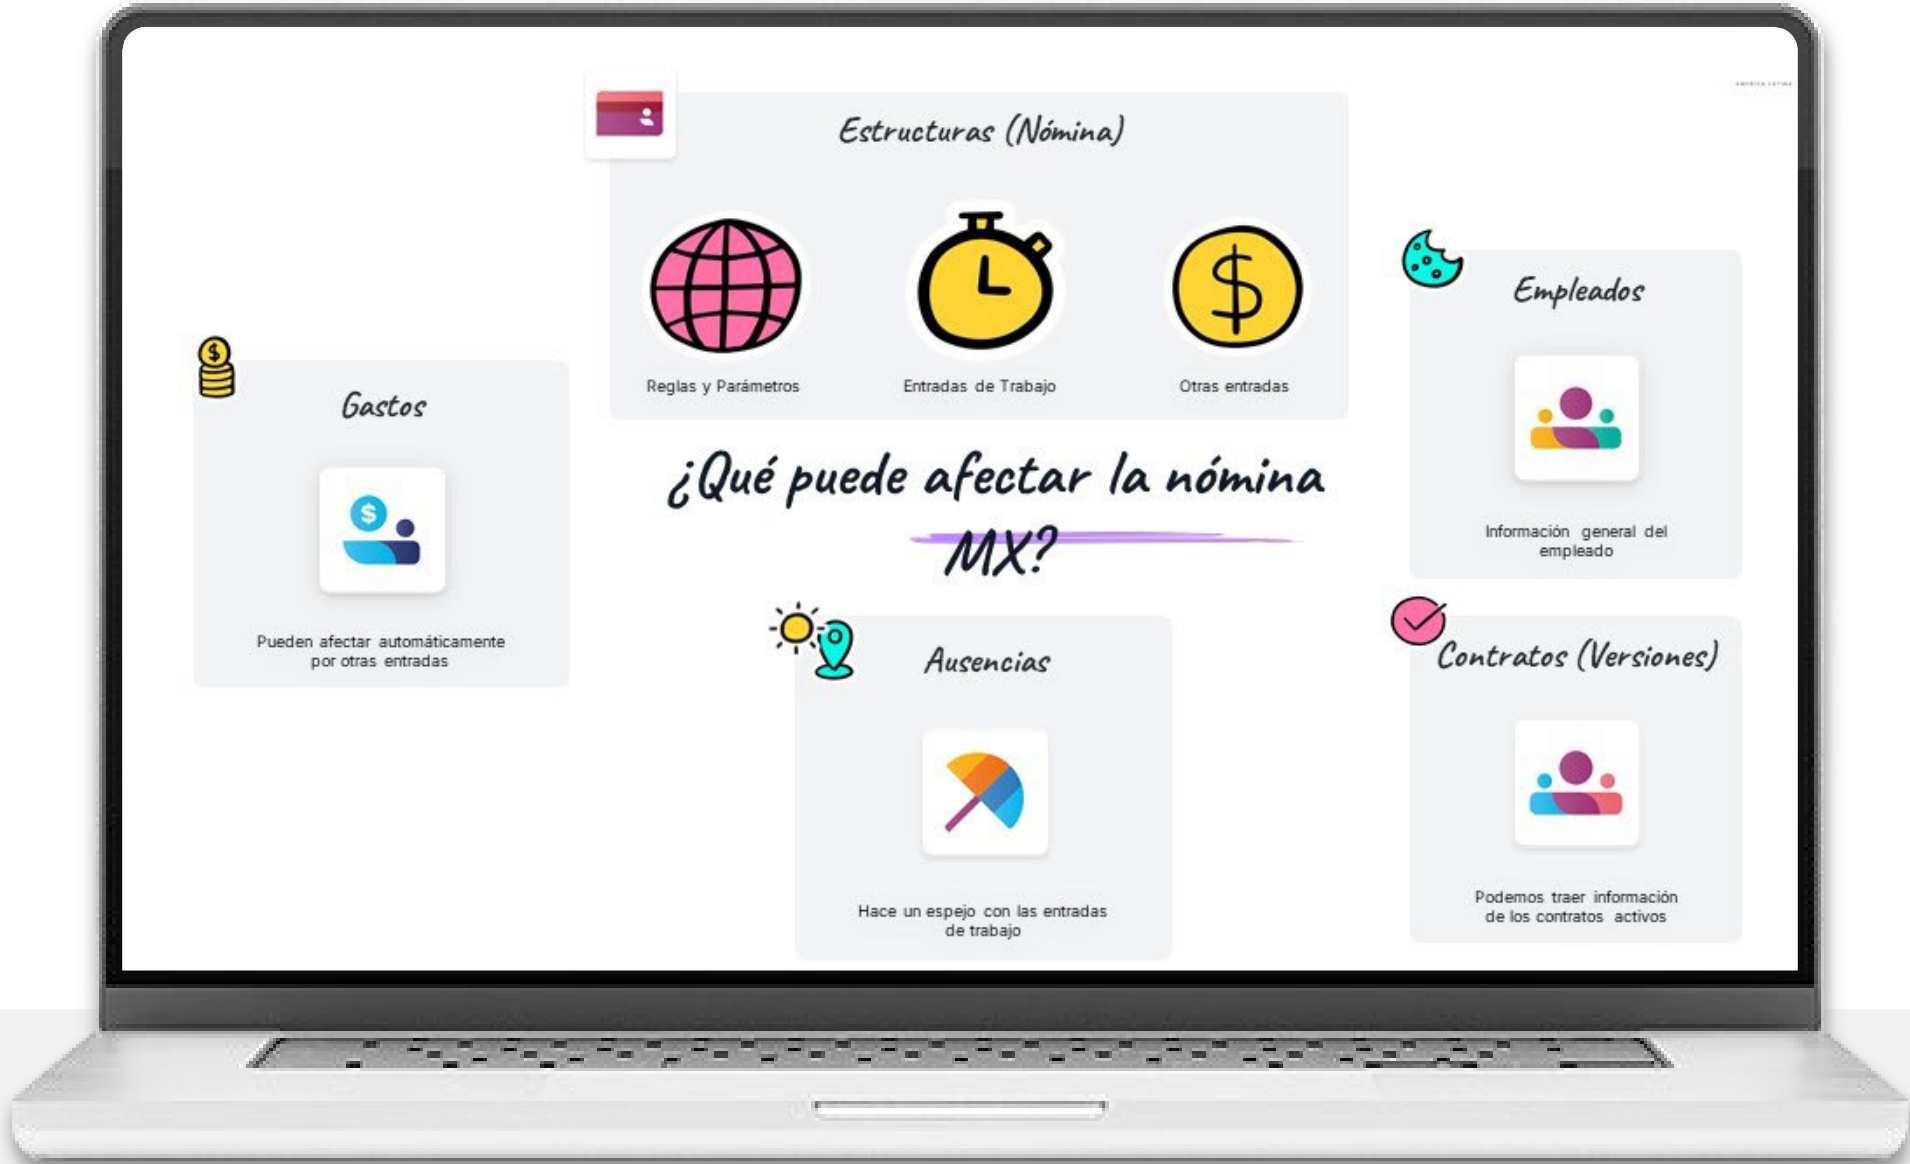 AMÉRICA LATINA
Estructuras (Nómina)
Reglas y Parámetros
Entradas de Trabajo
Otras entradas
Empleados
Información general del
empleado
Gastos
Pueden afectar automáticamente
por otras entradas
¿Qué puede afectar la nómina
MX?
Ausencias
Hace un espejo con las entradas
de trabajo
Contratos (Versiones)
Podemos traer información
de los contratos activos